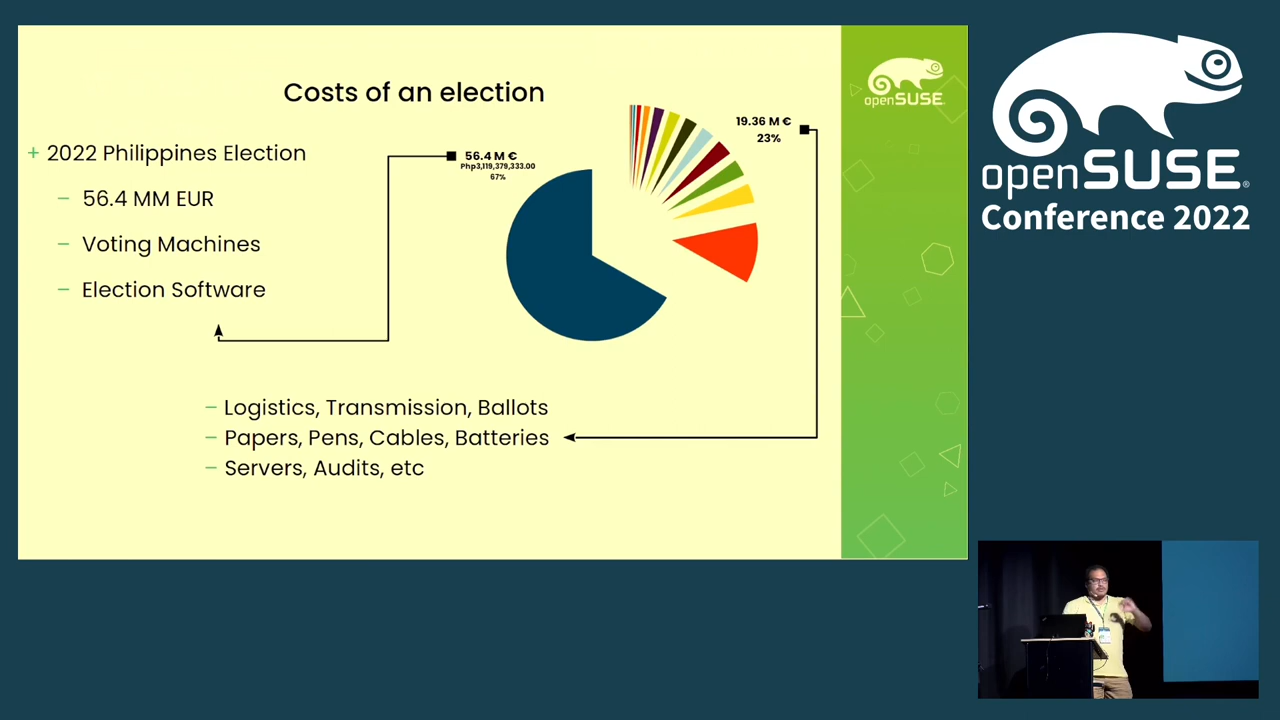 Costs of an election
+ 2022 Philippines Election
– 56.4 MM EUR
– Voting Machines
– Election Software
56.4 M €
Php3,119,379,333.00
67%
19.36 M €
23%
– Logistics, Transmission, Ballots
– Papers, Pens, Cables, Batteries
– Servers, Audits, etc
openSUSE
openSUSE®
Conference 2022